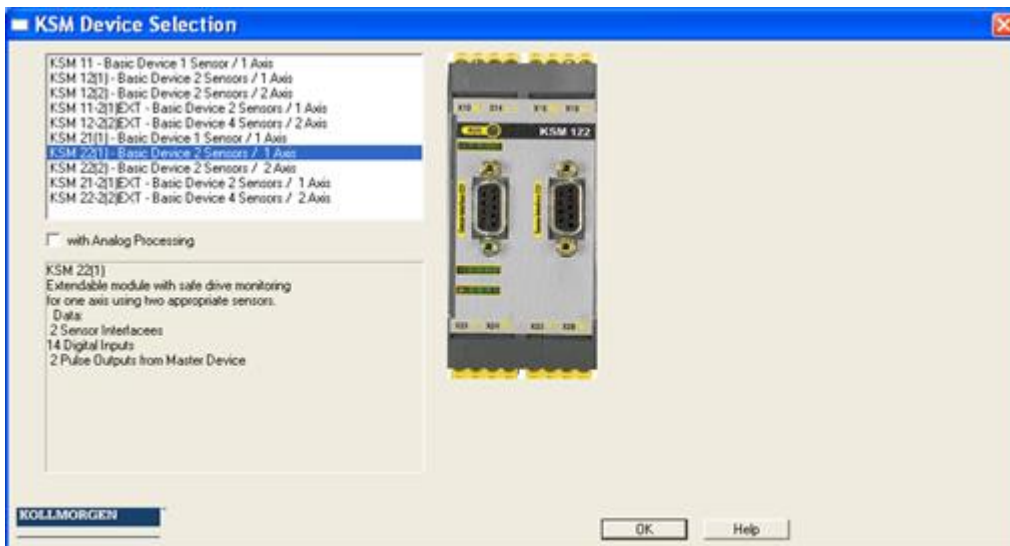 KSM Device Selection
KSM 11 - Basic Device 1 Sensor / 1 Axis
KSM 12(1) - Basic Device 2 Sensors / 1 Axis
KSM 12(2) - Basic Device 2 Sensors / 2 Axis
KSM 11-2(1)EXT - Basic Device 2 Sensors / 1 Axis
KSM 12-2(2)EXT - Basic Device 4 Sensors / 2 Axis
KSM 21(1) - Basic Device 1 Sensor / 1 Axis
KSM 22(1) - Basic Device 2 Sensors / 1 Axis
KSM 22(2) - Basic Device 2 Sensors / 2 Axis
KSM 21-2(1)EXT - Basic Device 2 Sensors / 1 Axis
KSM 22-2(2)EXT - Basic Device 4 Sensors / 2 Axis
with Analog Processing
KSM 22(1)
Extendable module with safe drive monitoring
for one axis using two appropriate sensors.
Data:
2 Sensor Interfacees
14 Digital Inputs
2 Pulse Outputs from Master Device
KSM 122
KOLLMORGEN
OK
Help